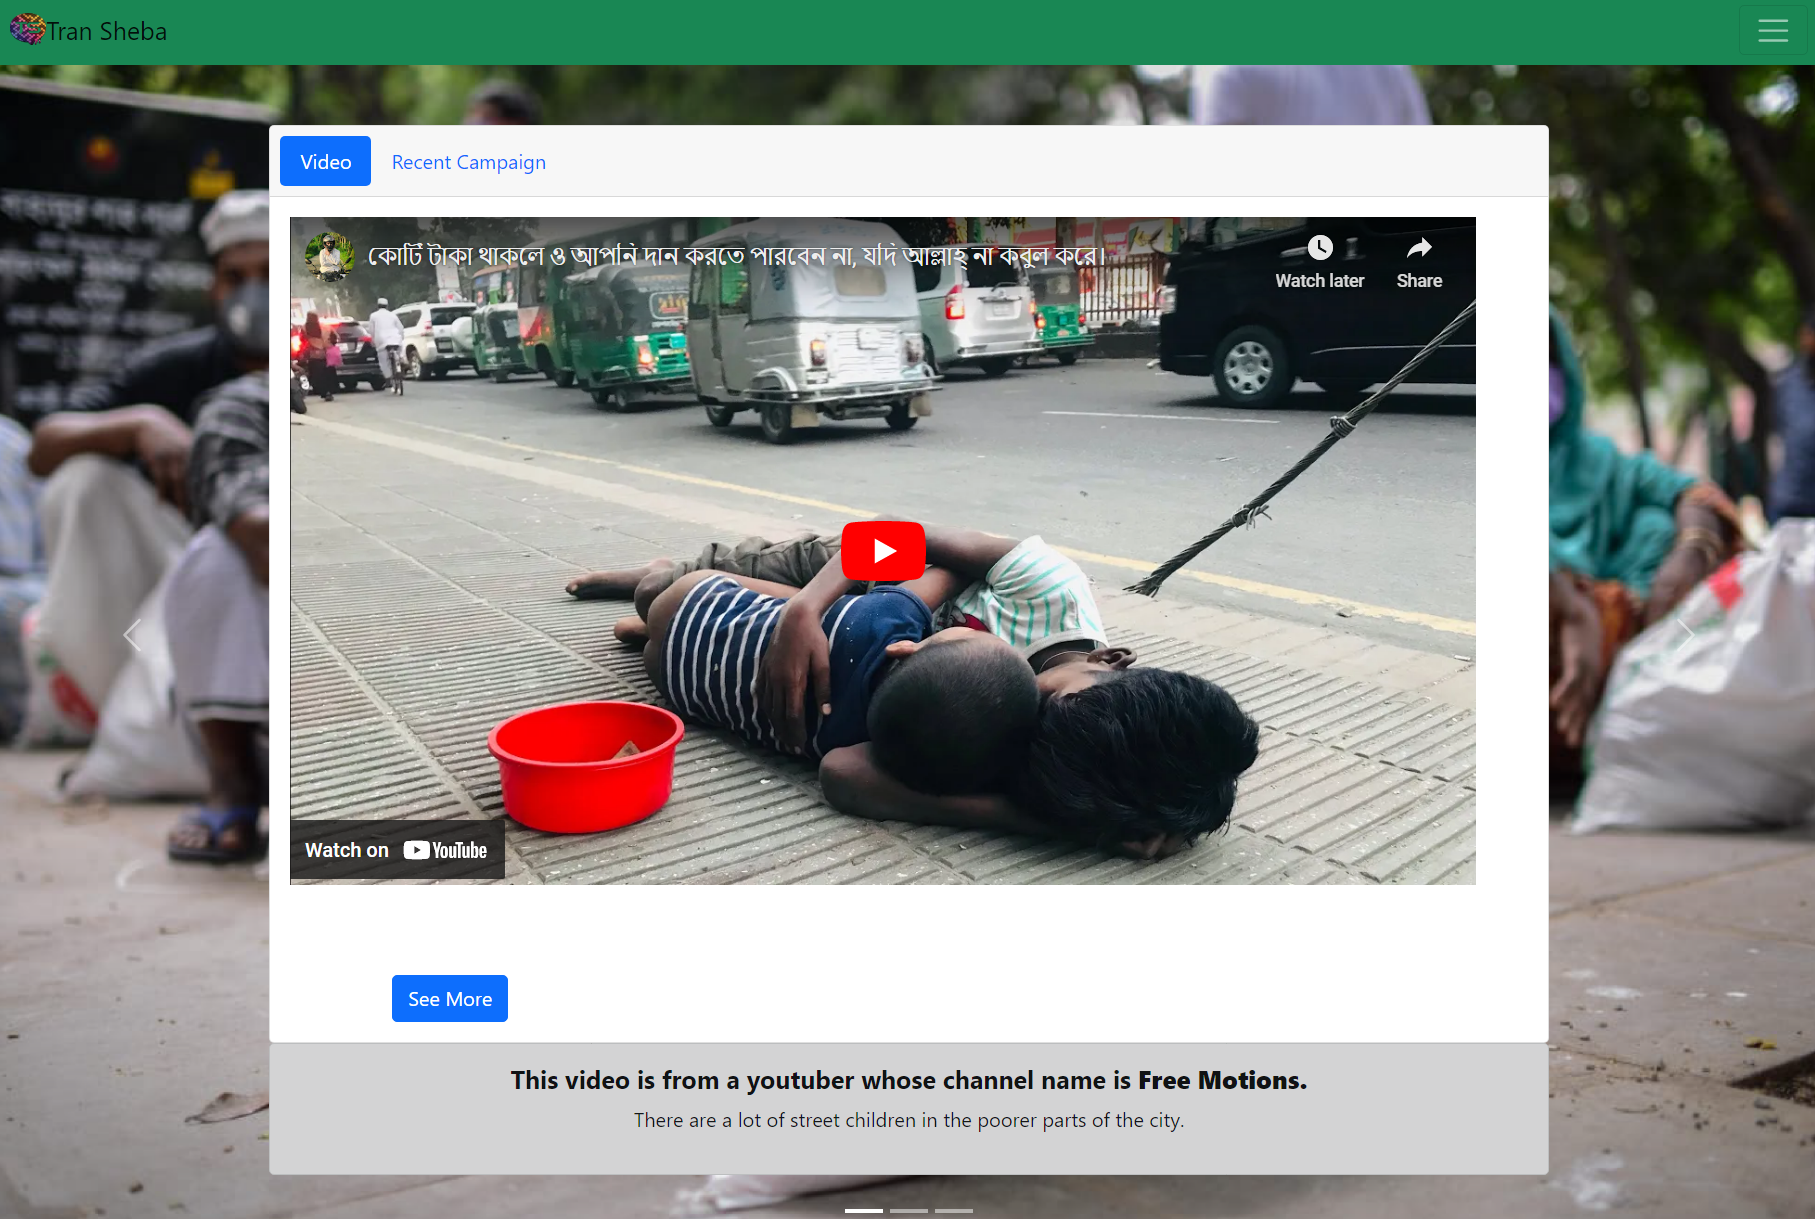 Tran Sheba
Video
Recent Campaign
কোটি টাকা থাকলে ও আপনি দান করতে পারবেন না, যদি আল্লাহ্ না কবুল করে।
Watch later
Share
Watch on YouTube
See More
This video is from a youtuber whose channel name is Free Motions.
There are a lot of street children in the poorer parts of the city.